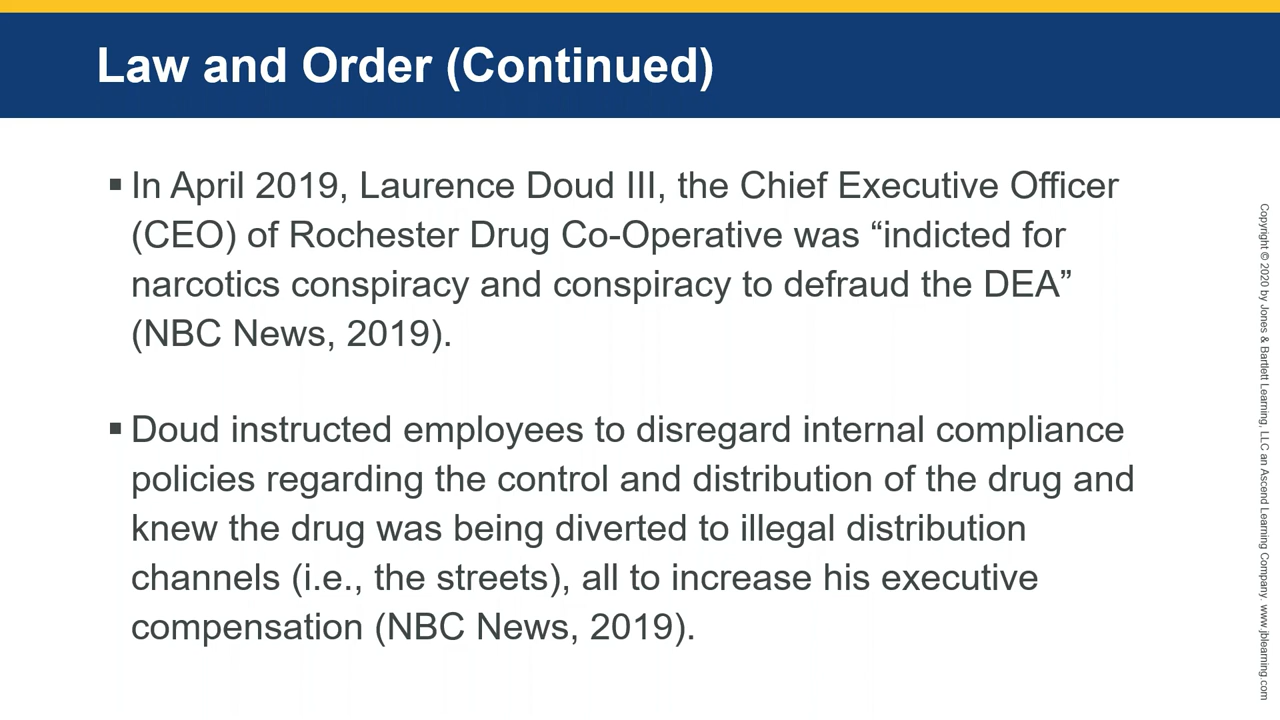 Law and Order (Continued)
▪ In April 2019, Laurence Doud III, the Chief Executive Officer
(CEO) of Rochester Drug Co-Operative was “indicted for
narcotics conspiracy and conspiracy to defraud the DEA”
(NBC News, 2019).
▪ Doud instructed employees to disregard internal compliance
policies regarding the control and distribution of the drug and
knew the drug was being diverted to illegal distribution
channels (i.e., the streets), all to increase his executive
compensation (NBC News, 2019).
Copyright © 2020 by Jones & Bartlett Learning, LLC an Ascend Learning Company. www.jblearning.com